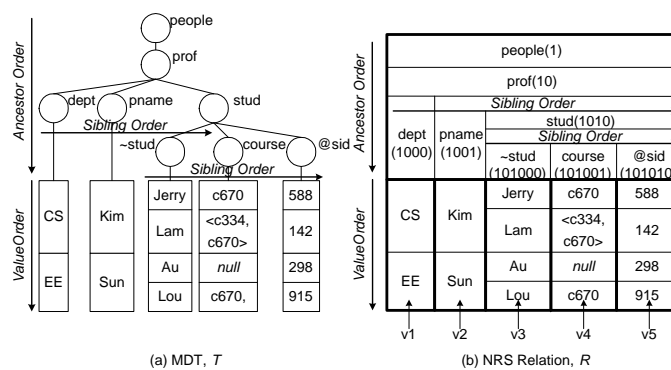 people
prof
dept
pname
stud
Sibling Order
~stud
course
@sid
Sibling Order
Ancestor Order
ValueOrder
CS
Kim
Jerry
c670
588
Lam
<c334,
c670>
142
EE
Sun
Au
null
298
Lou
c670,
915
(a) MDT, T
Ancestor Order
ValueOrder
people(1)
prof(10)
Sibling Order
dept
(1000)
pname
(1001)
stud(1010)
Sibling Order
~stud
(101000)
course
(101001)
@sid
(101010)
CS
Kim
Jerry
c670
588
Lam
<c334,
c670>
142
EE
Sun
Au
null
298
Lou
c670
915
v1
v2
v3
v4
v5
(b) NRS Relation, R